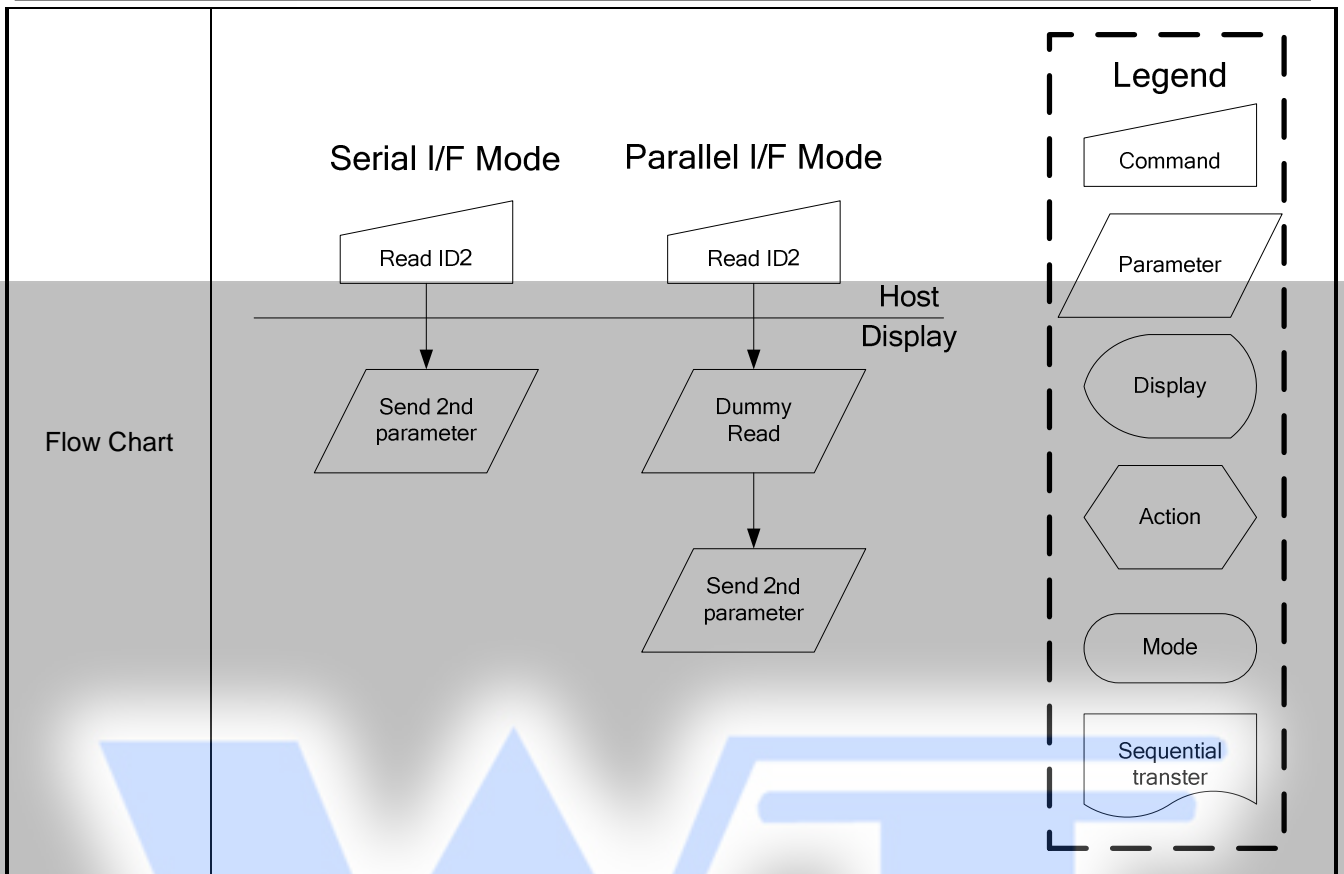 Flow Chart
Serial I/F Mode
Read ID2
Send 2nd
parameter
Parallel I/F Mode
Read ID2
Host
Display
Dummy
Read
Send 2nd
parameter
Legend
Command
Parameter
Display
Action
Mode
Sequential
transter